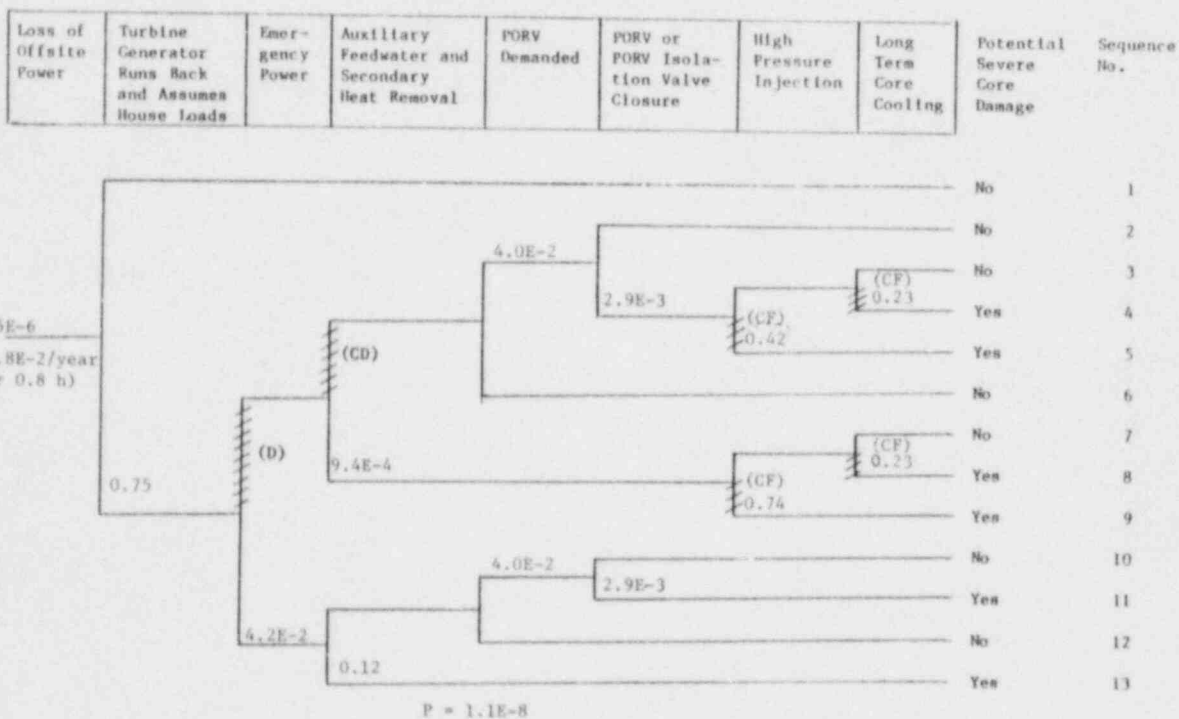 Loss of Offsite Power
Turbine Generator Runs Back and Assumes House Loads
Emer- gency Power
Auxiliary Feedwater and Secondary Heat Removal
PORV Demanded
PORV or PORV Isola- tion Valve Closure
High Pressure Injection
Long Term Core Cooling
Potential Severe Core Damage
Sequence No.
No 1
No 2
4.0E-2
No 3
(CF)
0.23
2.9E-3
Yes 4
(CF)
0.42
(CD)
Yes 5
8E-2/year
0.8 h)
No 6
No 7
(CF)
0.23
(D)
9.4E-4
Yes 8
(CF)
0.74
0.75
Yes 9
No 10
4.0E-2
2.9E-3
Yes 11
4.2E-2
No 12
0.12
Yes 13
P = 1.1E-8